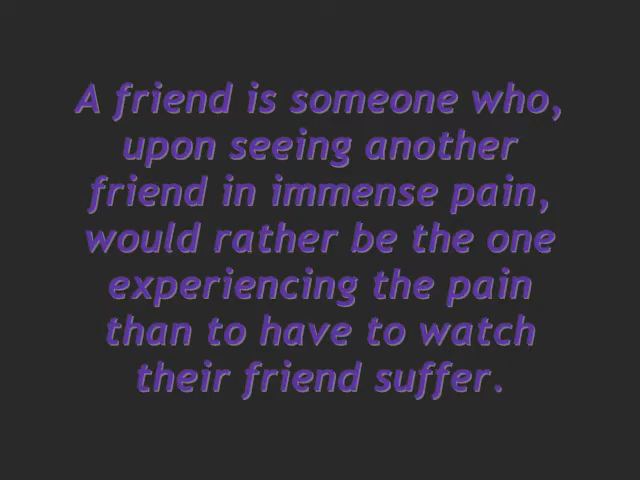 A friend is someone who,
upon seeing another
friend in immense pain,
would rather be the one
experiencing the pain
than to have to watch
their friend suffer.